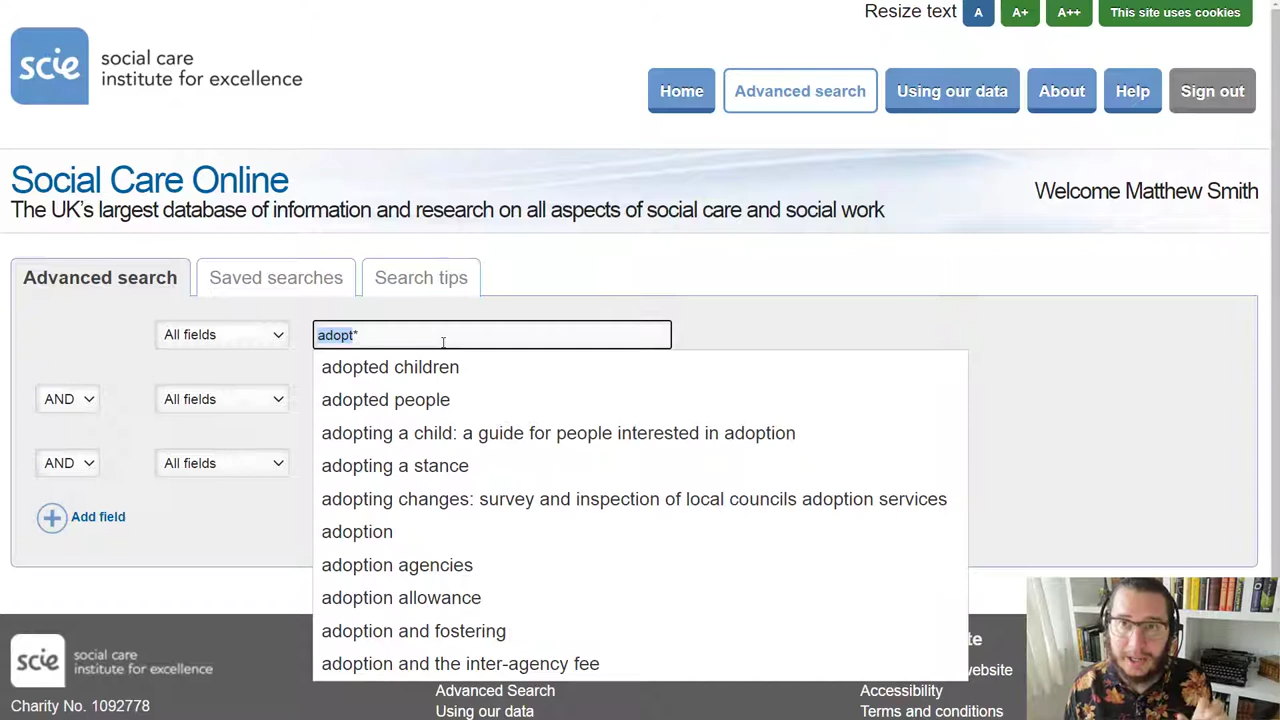 Resize text A A+ A++ This site uses cookies
scie social care
institute for excellence
Home Advanced search Using our data About Help Sign out
Social Care Online
Welcome Matthew Smith
The UK's largest database of information and research on all aspects of social care and social work
Advanced search Saved searches Search tips
All fields adopt*
adopted children
AND All fields adopted people
adopting a child: a guide for people interested in adoption
AND All fields adopting a stance
adopting changes: survey and inspection of local councils adoption services
Add field adoption
adoption agencies
adoption allowance
adoption and fostering
adoption and the inter-agency fee
scie social care
institute for excellence
Charity No. 1092778
Advanced Search
Using our data
Accessibility
Terms and conditions